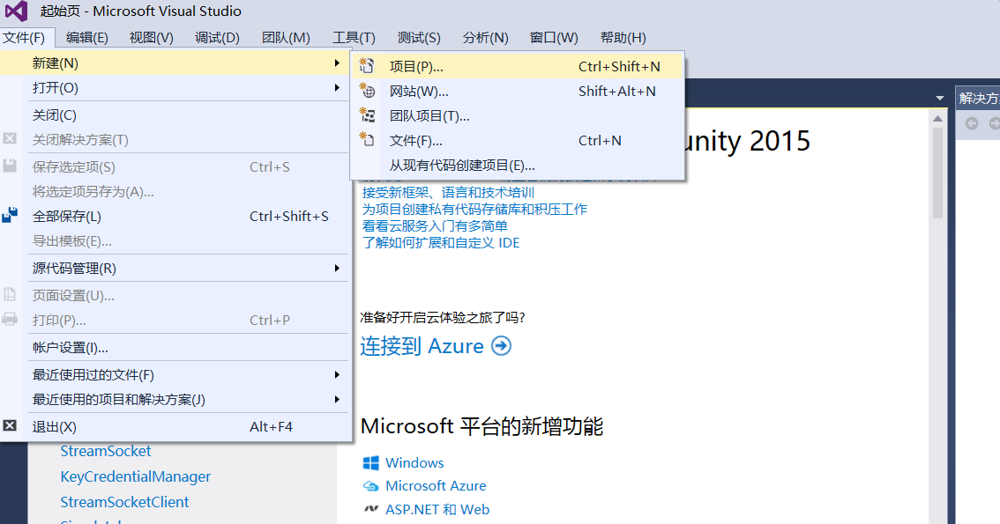 起始页 - Microsoft Visual Studio
文件(F) 编辑(E) 视图(V) 调试(D) 团队(M) 工具(T) 测试(S) 分析(N) 窗口(W) 帮助(H)
新建(N)
打开(O)
关闭(C)
关闭解决方案(T)
保存选定项(S) Ctrl+S
将选定项另存为(A)...
全部保存(L) Ctrl+Shift+S
导出模板(E)...
源代码管理(R)
页面设置(U)...
打印(P)... Ctrl+P
帐户设置(I)...
最近使用过的文件(F)
最近使用的项目和解决方案(J)
退出(X) Alt+F4
项目(P)... Ctrl+Shift+N
网站(W)... Shift+Alt+N
团队项目(T)...
文件(F)... Ctrl+N
从现有代码创建项目(E)...
解决方
unity 2015
接受新框架、语言和技术培训
为项目创建私有代码存储库和积压工作
看看云服务入门有多简单
了解如何扩展和自定义 IDE
准备好开启云体验之旅了吗?
连接到 Azure
Microsoft 平台的新增功能
Windows
Microsoft Azure
ASP.NET 和 Web
StreamSocket
KeyCredentialManager
StreamSocketClient